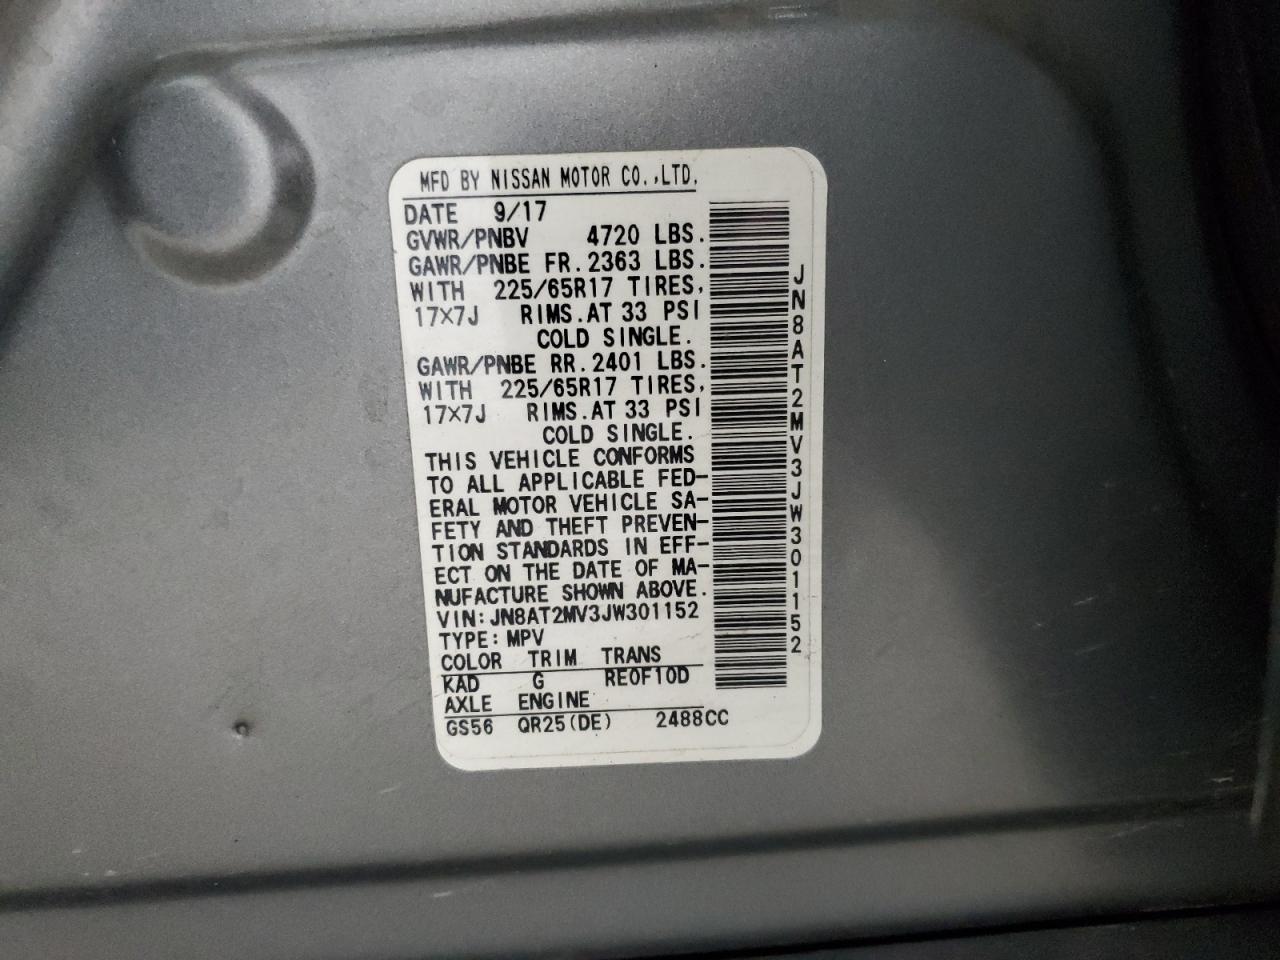 MFD BY NISSAN MOTOR CO.,LTD.
DATE 9/17
GVWR/PNBV 4720 LBS.
GAWR/PNBE FR. 2363 LBS.
WITH 225/65R17 TIRES,
17X7J RIMS.AT 33 PSI
COLD SINGLE.
GAWR/PNBE RR. 2401 LBS.
WITH 225/65R17 TIRES,
17X7J RIMS.AT 33 PSI
COLD SINGLE.
THIS VEHICLE CONFORMS
TO ALL APPLICABLE FED-
ERAL MOTOR VEHICLE SA-
FETY AND THEFT PREVEN-
TION STANDARDS IN EFF-
ECT ON THE DATE OF MA-
NUFACTURE SHOWN ABOVE.
VIN: JN8AT2MV3JW301152
TYPE: MPV
COLOR TRIM TRANS
KAD G RE0F10D
AXLE ENGINE
GS56 QR25(DE) 2488CC
JN8AT2MV3JW301152